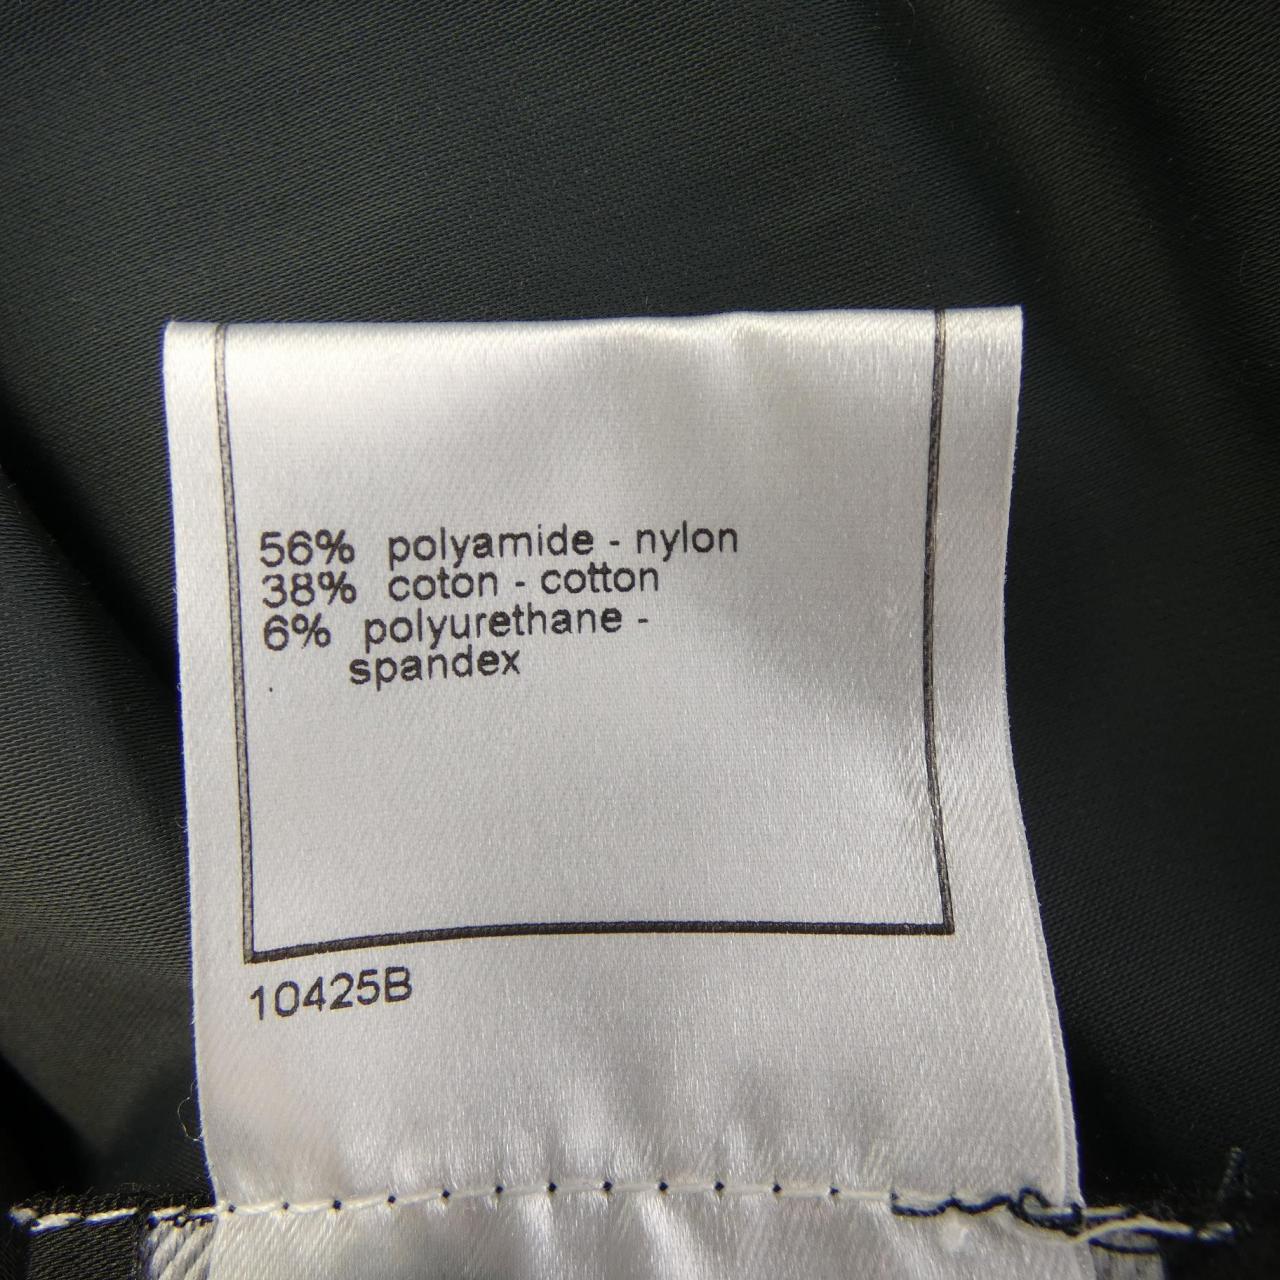 56% polyamide - nylon
38% coton - cotton
6% polyurethane -
spandex
10425B